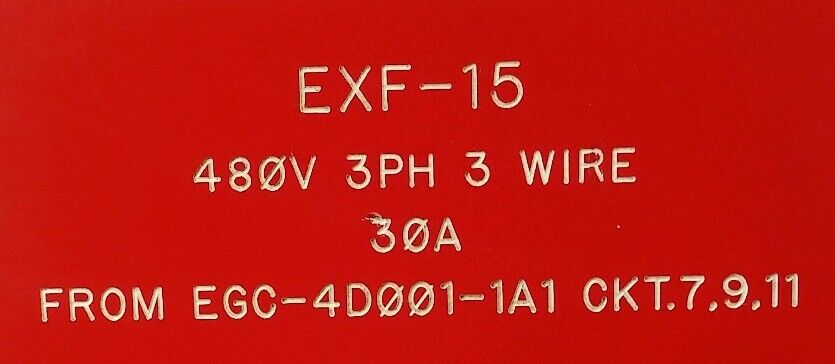 EXF-15
480V 3PH 3 WIRE
30A
FROM EGC-4D001-1A1 CKT.7,9,11